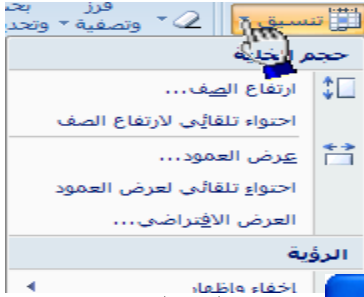 تنسيق
فرز
وتصفية
حجم الخلية
ارتفاع الصف...
احتواء تلقائي لارتفاع الصف
عرض العمود...
احتواء تلقائي لعرض العمود
العرض الافتراضي...
الرؤية
إخفاء وإظهار